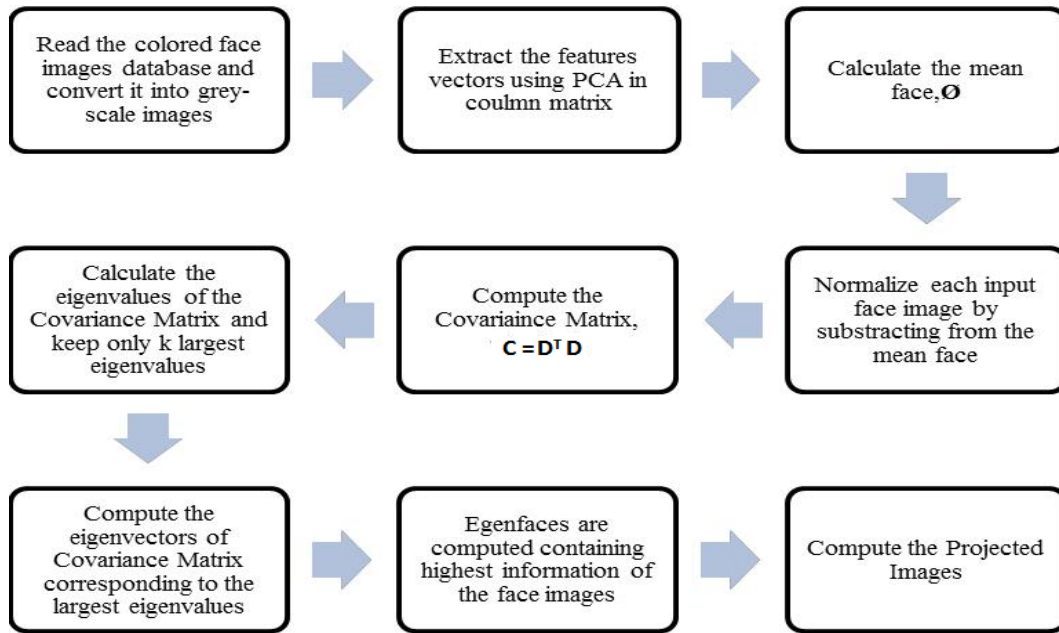 Read the colored face
images database and
convert it into grey-
scale images
Extract the features
vectors using PCA in
coulmn matrix
Calculate the mean
face,Ø
Normalize each input
face image by
substracting from the
mean face
Compute the
Covariaince Matrix,
C =Dᵀ D
Calculate the
eigenvalues of the
Covariance Matrix and
keep only k largest
eigenvalues
Compute the
eigenvectors of
Covariance Matrix
corresponding to the
largest eigenvalues
Egenfaces are
computed containing
highest information of
the face images
Compute the Projected
Images